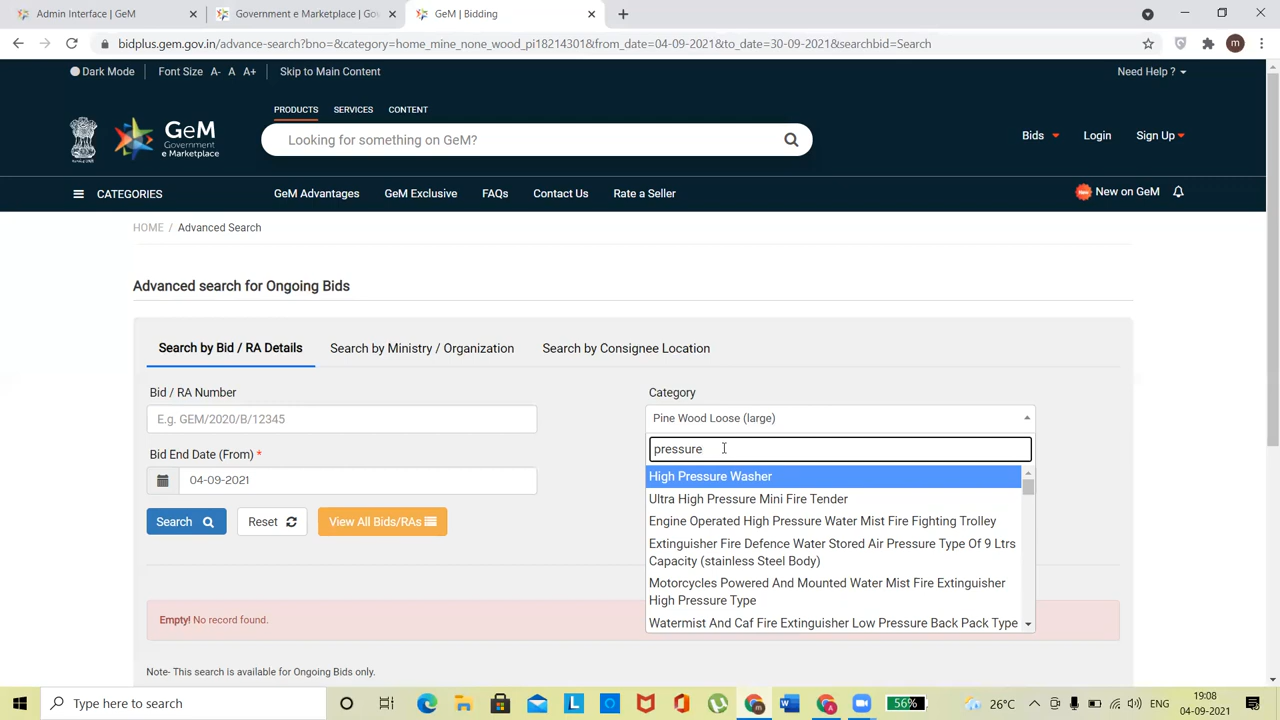 Admin Interface | GeM
Government e Marketplace | Go
GeM | Bidding
bidplus.gem.gov.in/advance-search?bno=&category=home_mine_none_word_pi18214301&from_date=04-09-2021&to_date=30-09-2021&searchbid=Search
m
Dark Mode
Font Size A- A A+
Skip to Main Content
Need Help ?
PRODUCTS SERVICES CONTENT
GeM
Government
e Marketplace
Looking for something on GeM?
Bids Login Sign Up
CATEGORIES
GeM Advantages GeM Exclusive FAQs Contact Us Rate a Seller
New on GeM
HOME / Advanced Search
Advanced search for Ongoing Bids
Search by Bid / RA Details
Search by Ministry / Organization
Search by Consignee Location
Bid / RA Number
E.g. GEM/2020/B/12345
Bid End Date (From) *
04-09-2021
Search
Reset
View All Bids/RAs
Category
Pine Wood Loose (large)
pressure
High Pressure Washer
Ultra High Pressure Mini Fire Tender
Engine Operated High Pressure Water Mist Fire Fighting Trolley
Extinguisher Fire Defence Water Stored Air Pressure Type Of 9 Ltrs
Capacity (stainless Steel Body)
Motorcycles Powered And Mounted Water Mist Fire Extinguisher
High Pressure Type
Watermist And Caf Fire Extinguisher Low Pressure Back Pack Type
Empty! No record found.
Note- This search is available for Ongoing Bids only.
Type here to search
56%
26°C
ENG
19:08
04-09-2021